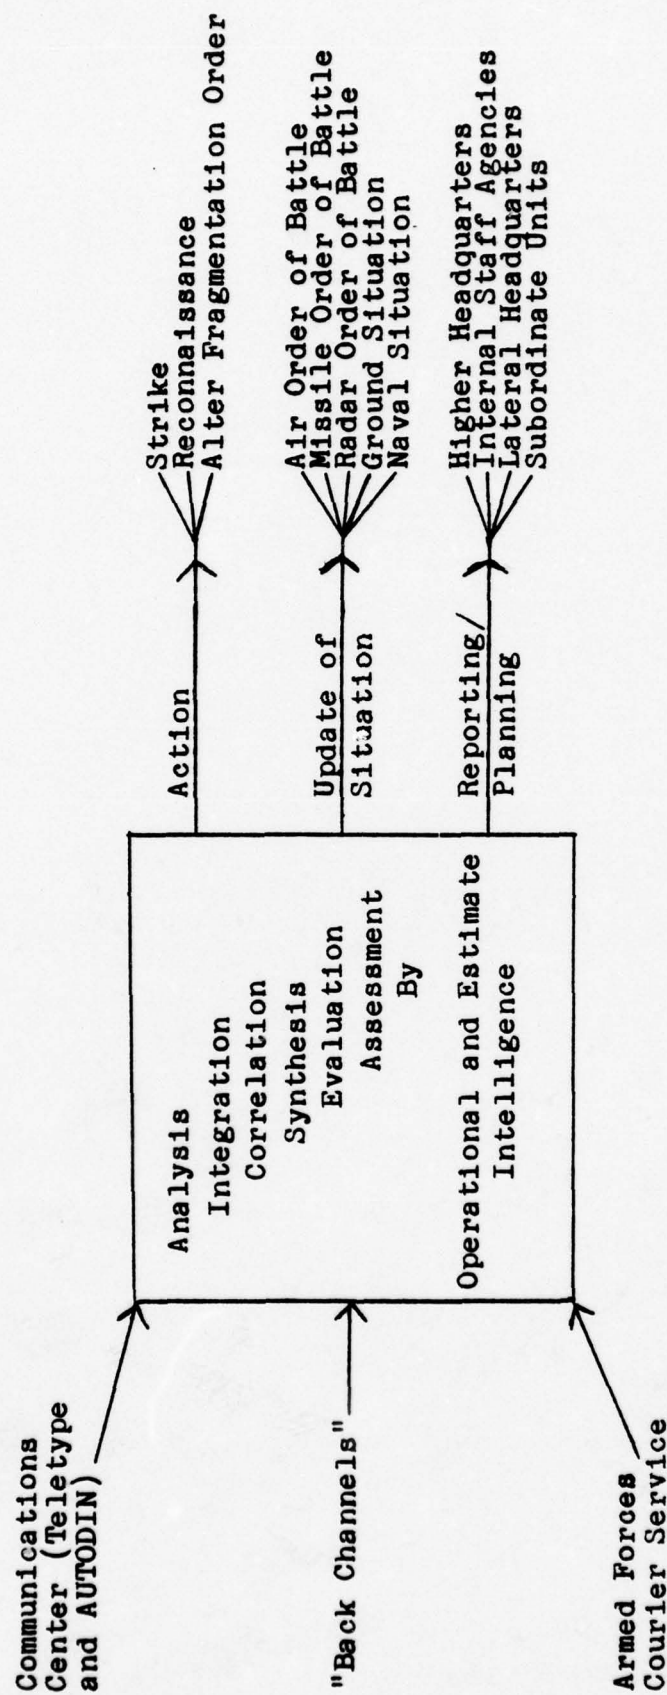 Communications
Center (Teletype
and AUTODIN)
"Back Channels"
Armed Forces
Courier Service
Analysis
Integration
Correlation
Synthesis
Evaluation
Assessment
By
Operational and Estimate
Intelligence
Action
Update of
Situation
Reporting/
Planning
Strike
Reconnaissance
Alter Fragmentation Order
Air Order of Battle
Missile Order of Battle
Radar Order of Battle
Ground Situation
Naval Situation
Higher Headquarters
Internal Staff Agencies
Lateral Headquarters
Subordinate Units